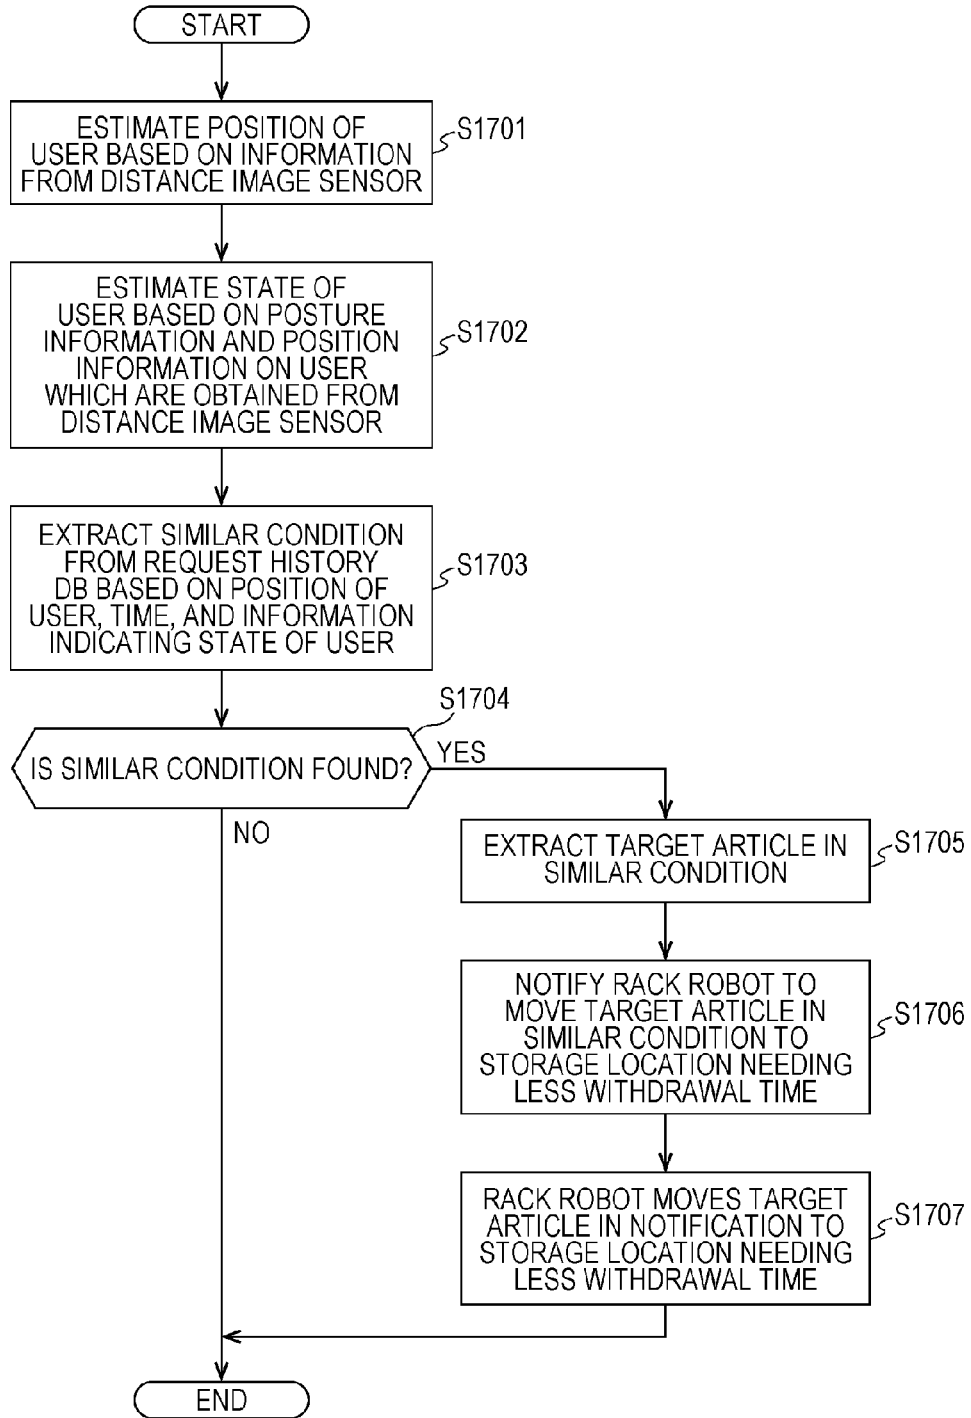 START
ESTIMATE POSITION OF
USER BASED ON INFORMATION
FROM DISTANCE IMAGE SENSOR
S1701
ESTIMATE STATE OF
USER BASED ON POSTURE
INFORMATION AND POSITION
INFORMATION ON USER
WHICH ARE OBTAINED FROM
DISTANCE IMAGE SENSOR
S1702
EXTRACT SIMILAR CONDITION
FROM REQUEST HISTORY
DB BASED ON POSITION OF
USER, TIME, AND INFORMATION
INDICATING STATE OF USER
S1703
S1704
IS SIMILAR CONDITION FOUND?
YES
NO
EXTRACT TARGET ARTICLE IN
SIMILAR CONDITION
S1705
NOTIFY RACK ROBOT TO
MOVE TARGET ARTICLE IN
SIMILAR CONDITION TO
STORAGE LOCATION NEEDING
LESS WITHDRAWAL TIME
S1706
RACK ROBOT MOVES TARGET
ARTICLE IN NOTIFICATION TO
STORAGE LOCATION NEEDING
LESS WITHDRAWAL TIME
S1707
END